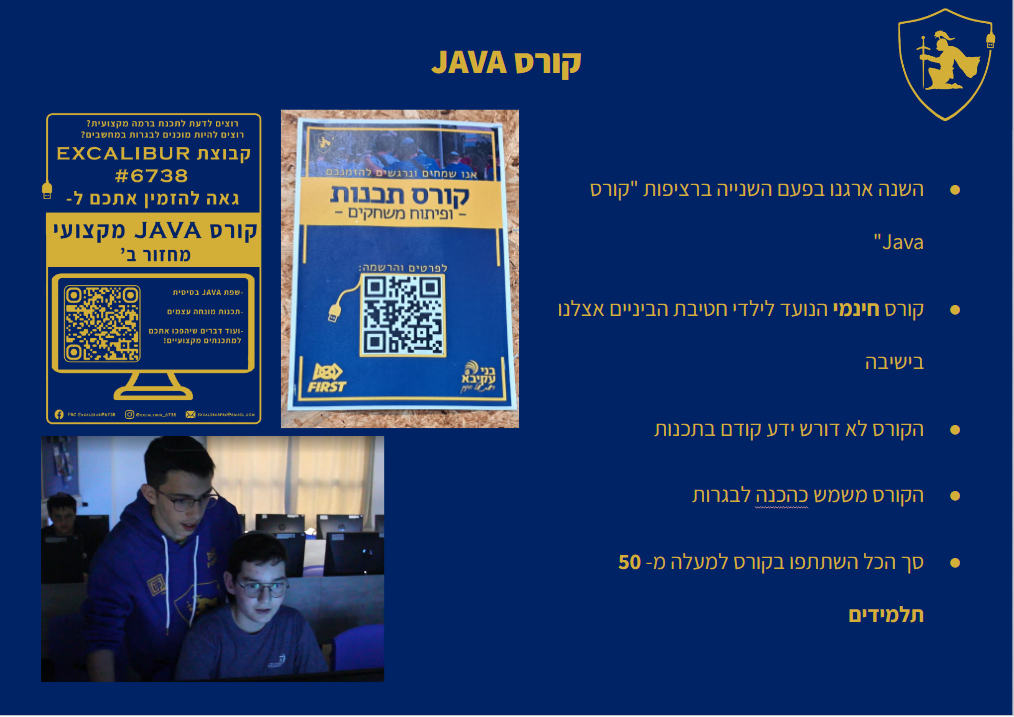 קורס JAVA
השנה ארגנו בפעם השנייה ברציפות "קורס
Java"
קורס חינמי הנועד לילדי חטיבת הביניים אצלנו
בישיבה
הקורס לא דורש ידע קודם בתכנות
הקורס משמש כהכנה לבגרות
סך הכל השתתפו בקורס למעלה מ- 50
תלמידים
אנו שמחים ונרגשים להזמנכם
קורס תכנות
- ופיתוח משחקים -
לפרטים והרשמה:
FIRST
בני
עקיבא
רוצים לדעת לתכנת ברמה מקצועית?
רוצים להיות מוכנים לבגרות במחשבים?
קבוצת EXCALIBUR
#6738
גאה להזמין אתכם ל-
קורס JAVA מקצועי
מחזור ב'
-שפת JAVA בסיסית
-תכנות מונחה עצמים
-ועוד דברים שיהפכו אתכם
למתכנתים מקצועיים!